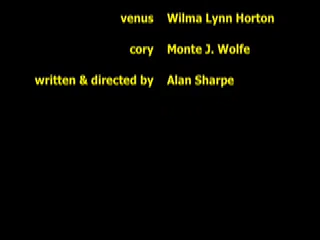 venus Wilma Lynn Horton
cory Monte J. Wolfe
written & directed by Alan Sharpe